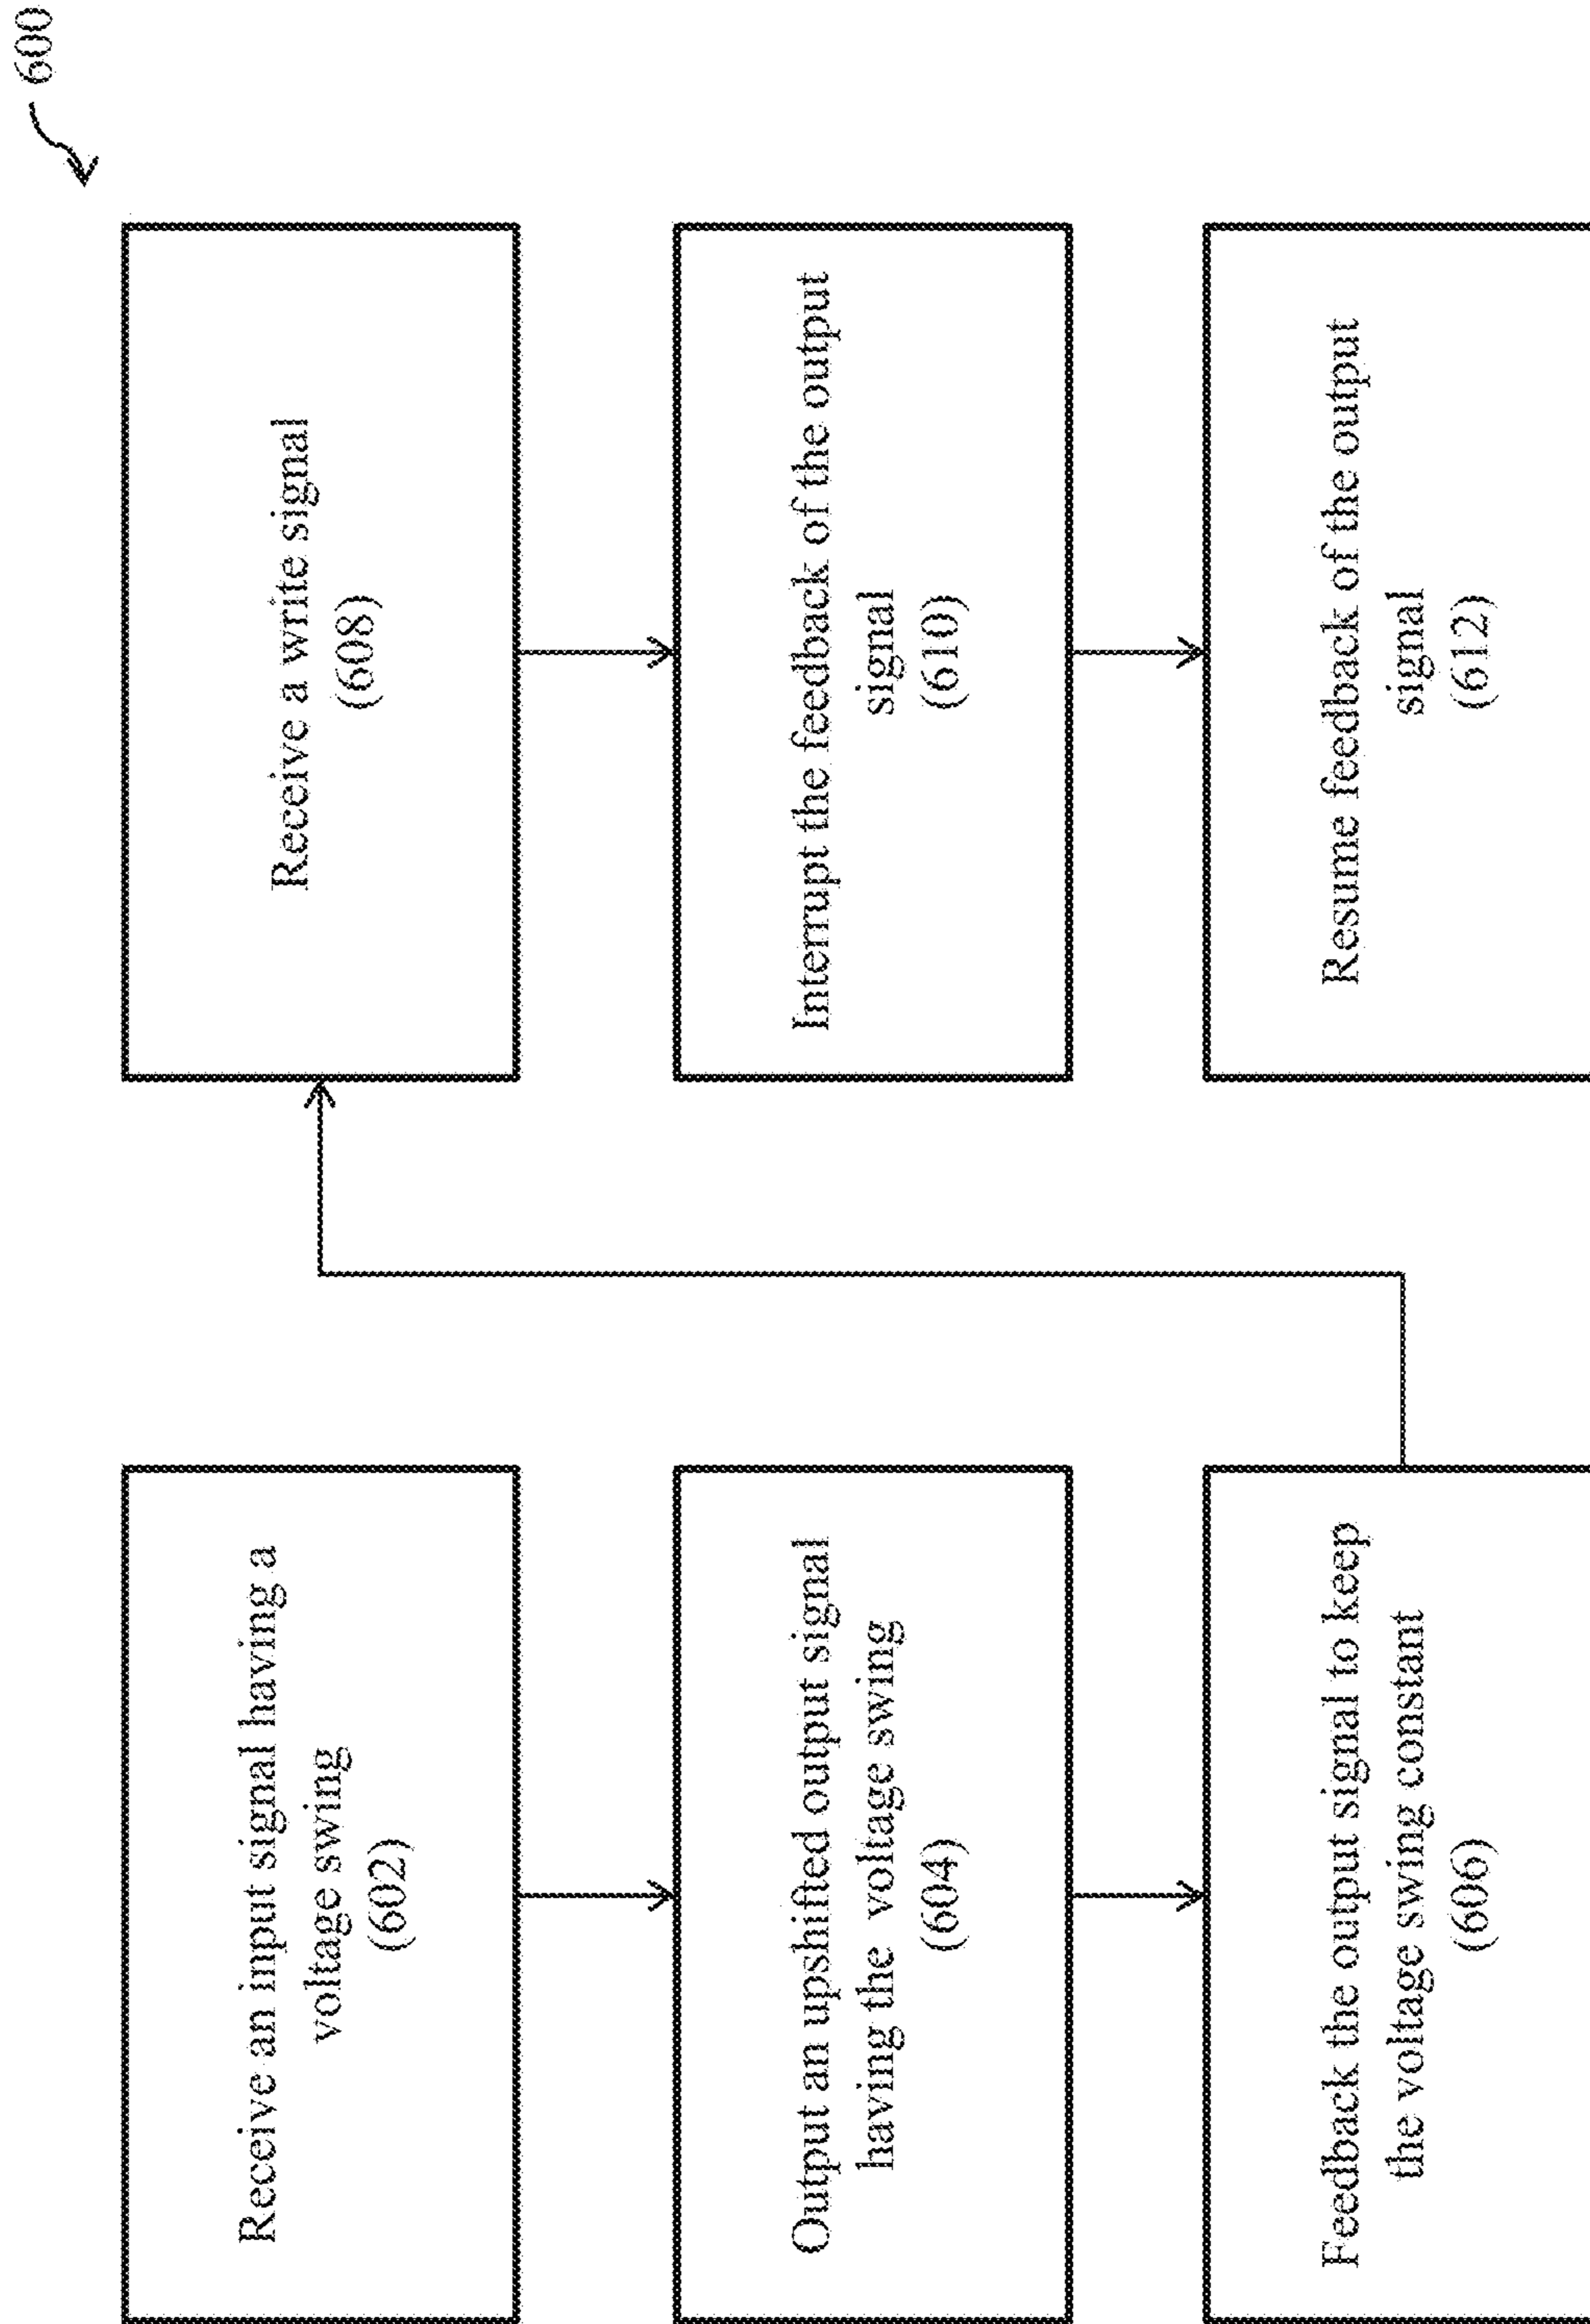 600
Receive an input signal having a
voltage swing
(602)
Output an upshifted output signal
having the voltage swing
(604)
Feedback the output signal to keep
the voltage swing constant
(606)
Receive a write signal
(608)
Interrupt the feedback of the output
signal
(610)
Resume feedback of the output
signal
(612)